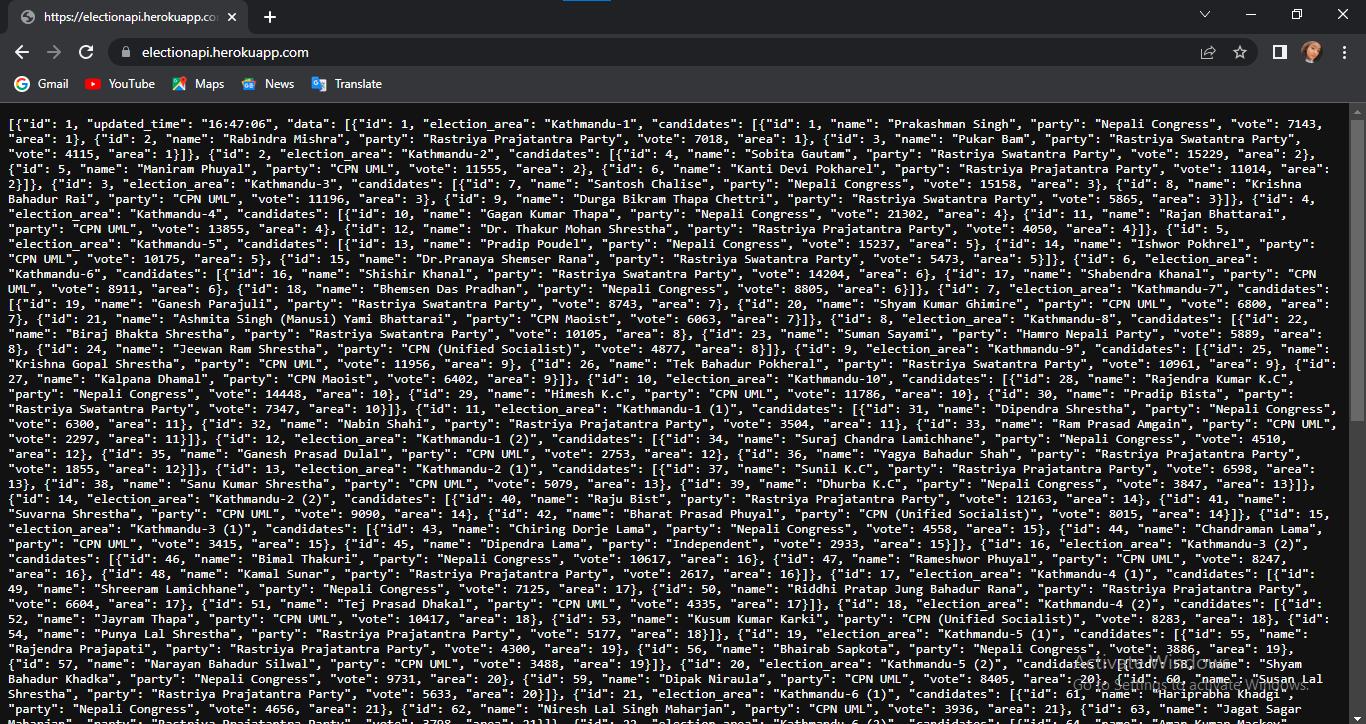 https://electionapi.herokuapp.co
electionapi.herokuapp.com
Gmail YouTube Maps News Translate
[{"id": 1, "updated_time": "16:47:06", "data": [{"id": 1, "election_area": "Kathmandu-1", "candidates": [{"id": 1, "name": "Prakashman Singh", "party": "Nepali Congress", "vote": 7143,
"area": 1}, {"id": 2, "name": "Rabindra Mishra", "party": "Rastriya Prajatantra Party", "vote": 7018, "area": 1}, {"id": 3, "name": "Pukar Bam", "party": "Rastriya Swatantra Party",
"vote": 4115, "area": 1}]}, {"id": 2, "election_area": "Kathmandu-2", "candidates": [{"id": 4, "name": "Sobita Gautam", "party": "Rastriya Swatantra Party", "vote": 15229, "area": 2},
{"id": 5, "name": "Maniram Phuyal", "party": "CPN UML", "vote": 11555, "area": 2}, {"id": 6, "name": "Kanti Devi Pokharel", "party": "Rastriya Prajatantra Party", "vote": 11014, "area":
2}]}, {"id": 3, "election_area": "Kathmandu-3", "candidates": [{"id": 7, "name": "Santosh Chalise", "party": "Nepali Congress", "vote": 15158, "area": 3}, {"id": 8, "name": "Krishna
Bahadur Rai", "party": "CPN UML", "vote": 11196, "area": 3}, {"id": 9, "name": "Durga Bikram Thapa Chettri", "party": "Rastriya Swatantra Party", "vote": 5865, "area": 3}]}, {"id": 4,
"election_area": "Kathmandu-4", "candidates": [{"id": 10, "name": "Gagan Kumar Thapa", "party": "Nepali Congress", "vote": 21302, "area": 4}, {"id": 11, "name": "Rajan Bhattarai",
"party": "CPN UML", "vote": 13855, "area": 4}, {"id": 12, "name": "Dr. Thakur Mohan Shrestha", "party": "Rastriya Prajatantra Party", "vote": 4050, "area": 4}]}, {"id": 5,
"election_area": "Kathmandu-5", "candidates": [{"id": 13, "name": "Pradip Poudel", "party": "Nepali Congress", "vote": 15237, "area": 5}, {"id": 14, "name": "Ishwor Pokhrel", "party":
"CPN UML", "vote": 10175, "area": 5}, {"id": 15, "name": "Dr.Pranaya Shemser Rana", "party": "Rastriya Swatantra Party", "vote": 5473, "area": 5}]}, {"id": 6, "election_area":
"Kathmandu-6", "candidates": [{"id": 16, "name": "Shishir Khanal", "party": "Rastriya Swatantra Party", "vote": 14204, "area": 6}, {"id": 17, "name": "Shabendra Khanal", "party": "CPN
UML", "vote": 8911, "area": 6}, {"id": 18, "name": "Bhemsen Das Pradhan", "party": "Nepali Congress", "vote": 8805, "area": 6}]}, {"id": 7, "election_area": "Kathmandu-7", "candidates":
[{"id": 19, "name": "Ganesh Parajuli", "party": "Rastriya Swatantra Party", "vote": 8743, "area": 7}, {"id": 20, "name": "Shyam Kumar Ghimire", "party": "CPN UML", "vote": 6800, "area":
7}, {"id": 21, "name": "Ashmita Singh (Manusi) Yami Bhattarai", "party": "CPN Maoist", "vote": 6063, "area": 7}]}, {"id": 8, "election_area": "Kathmandu-8", "candidates": [{"id": 22,
"name": "Biraj Bhakta Shrestha", "party": "Rastriya Swatantra Party", "vote": 10105, "area": 8}, {"id": 23, "name": "Suman Sayami", "party": "Hamro Nepali Party", "vote": 5889, "area":
8}, {"id": 24, "name": "Jeewan Ram Shrestha", "party": "CPN (Unified Socialist)", "vote": 4877, "area": 8}]}, {"id": 9, "election_area": "Kathmandu-9", "candidates": [{"id": 25, "name":
"Krishna Gopal Shrestha", "party": "CPN UML", "vote": 11956, "area": 9}, {"id": 26, "name": "Tek Bahadur Pokheral", "party": "Rastriya Swatantra Party", "vote": 10961, "area": 9}, {"id":
27, "name": "Kalpana Dhamal", "party": "CPN Maoist", "vote": 6402, "area": 9}]}, {"id": 10, "election_area": "Kathmandu-10", "candidates": [{"id": 28, "name": "Rajendra Kumar K.C",
"party": "Nepali Congress", "vote": 14448, "area": 10}, {"id": 29, "name": "Himesh K.c", "party": "CPN UML", "vote": 11786, "area": 10}, {"id": 30, "name": "Pradip Bista", "party":
"Rastriya Swatantra Party", "vote": 7347, "area": 10}]}, {"id": 11, "election_area": "Kathmandu-1 (1)", "candidates": [{"id": 31, "name": "Dipendra Shrestha", "party": "Nepali Congress",
"vote": 6300, "area": 11}, {"id": 32, "name": "Nabin Shahi", "party": "Rastriya Prajatantra Party", "vote": 3504, "area": 11}, {"id": 33, "name": "Ram Prasad Amgain", "party": "CPN UML",
"vote": 2297, "area": 11}]}, {"id": 12, "election_area": "Kathmandu-1 (2)", "candidates": [{"id": 34, "name": "Suraj Chandra Lamichhane", "party": "Nepali Congress", "vote": 4510,
"area": 12}, {"id": 35, "name": "Ganesh Prasad Dulal", "party": "CPN UML", "vote": 2753, "area": 12}, {"id": 36, "name": "Yagya Bahadur Shah", "party": "Rastriya Prajatantra Party",
"vote": 1855, "area": 12}]}, {"id": 13, "election_area": "Kathmandu-2 (1)", "candidates": [{"id": 37, "name": "Sunil K.C", "party": "Rastriya Prajatantra Party", "vote": 6598, "area":
13}, {"id": 38, "name": "Sanu Kumar Shrestha", "party": "CPN UML", "vote": 5079, "area": 13}, {"id": 39, "name": "Dhurba K.C", "party": "Nepali Congress", "vote": 3847, "area": 13}]},
{"id": 14, "election_area": "Kathmandu-2 (2)", "candidates": [{"id": 40, "name": "Raju Bist", "party": "Rastriya Prajatantra Party", "vote": 12163, "area": 14}, {"id": 41, "name":
"Suvarna Shrestha", "party": "CPN UML", "vote": 9090, "area": 14}, {"id": 42, "name": "Bharat Prasad Phuyal", "party": "CPN (Unified Socialist)", "vote": 8015, "area": 14}]}, {"id": 15,
"election_area": "Kathmandu-3 (1)", "candidates": [{"id": 43, "name": "Chiring Dorje Lama", "party": "Nepali Congress", "vote": 4558, "area": 15}, {"id": 44, "name": "Chandraman Lama",
"party": "CPN UML", "vote": 3415, "area": 15}, {"id": 45, "name": "Dipendra Lama", "party": "Independent", "vote": 2933, "area": 15}]}, {"id": 16, "election_area": "Kathmandu-3 (2)",
"candidates": [{"id": 46, "name": "Bimal Thakuri", "party": "Nepali Congress", "vote": 10617, "area": 16}, {"id": 47, "name": "Rameshwor Phuyal", "party": "CPN UML", "vote": 8247,
"area": 16}, {"id": 48, "name": "Kamal Sunar", "party": "Rastriya Prajatantra Party", "vote": 2617, "area": 16}]}, {"id": 17, "election_area": "Kathmandu-4 (1)", "candidates": [{"id":
49, "name": "Shreeram Lamichhane", "party": "Nepali Congress", "vote": 7125, "area": 17}, {"id": 50, "name": "Riddhi Pratap Jung Bahadur Rana", "party": "Rastriya Prajatantra Party",
"vote": 6604, "area": 17}, {"id": 51, "name": "Tej Prasad Dhakal", "party": "CPN UML", "vote": 4335, "area": 17}]}, {"id": 18, "election_area": "Kathmandu-4 (2)", "candidates": [{"id":
52, "name": "Jayram Thapa", "party": "CPN UML", "vote": 10417, "area": 18}, {"id": 53, "name": "Kusum Kumar Karki", "party": "CPN (Unified Socialist)", "vote": 8283, "area": 18}, {"id":
54, "name": "Punya Lal Shrestha", "party": "Rastriya Prajatantra Party", "vote": 5177, "area": 18}]}, {"id": 19, "election_area": "Kathmandu-5 (1)", "candidates": [{"id": 55, "name":
"Rajendra Prajapati", "party": "Rastriya Prajatantra Party", "vote": 4300, "area": 19}, {"id": 56, "name": "Bhairab Sapkota", "party": "Nepali Congress", "vote": 3886, "area": 19},
{"id": 57, "name": "Narayan Bahadur Silwal", "party": "CPN UML", "vote": 3488, "area": 19}]}, {"id": 20, "election_area": "Kathmandu-5 (2)", "candidates": [{"id": 58, "name": "Shyam
Bahadur Khadka", "party": "Nepali Congress", "vote": 9731, "area": 20}, {"id": 59, "name": "Dipak Niraula", "party": "CPN UML", "vote": 8405, "area": 20}, {"id": 60, "name": "Susan Lal
Shrestha", "party": "Rastriya Prajatantra Party", "vote": 5633, "area": 20}]}, {"id": 21, "election_area": "Kathmandu-6 (1)", "candidates": [{"id": 61, "name": "Haripabha Khadgi", "party":
"Nepali Congress", "vote": 4656, "area": 21}, {"id": 62, "name": "Niresh Lal Singh Maharjan", "party": "CPN UML", "vote": 3936, "area": 21}, {"id": 63, "name": "Jagat Sagar
Maharjan", "party": "Rastriya Prajatantra Party", "vote": 3798, "area": 21}]}, {"id": 22, "election_area": "Kathmandu-6 (2)", "candidates": [{"id": 64, "name": "Aman Kumar Maskey",
Activate Windows
Go to Settings to activate Windows.